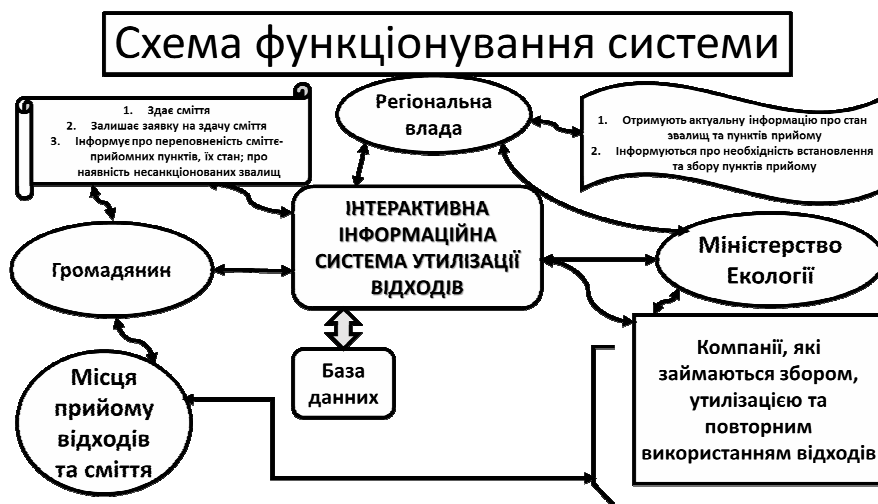 Схема функціонування системи
1. Здає сміття
2. Залишає заявку на здачу сміття
3. Інформує про переповненість сміттє-
прийомних пунктів, їх стан; про
наявність несанкціонованих звалищ
Регіональна
влада
1. Отримують актуальну інформацію про стан
звалищ та пунктів прийому
2. Інформуються про необхідність встановлення
та збору пунктів прийому
Громадянин
ІНТЕРАКТИВНА
ІНФОРМАЦІЙНА
СИСТЕМА УТИЛІЗАЦІЇ
ВІДХОДІВ
Міністерство
Екології
Місця
прийому
відходів
та сміття
База
данних
Компанії, які
займаються збором,
утилізацією та
повторним
використанням відходів